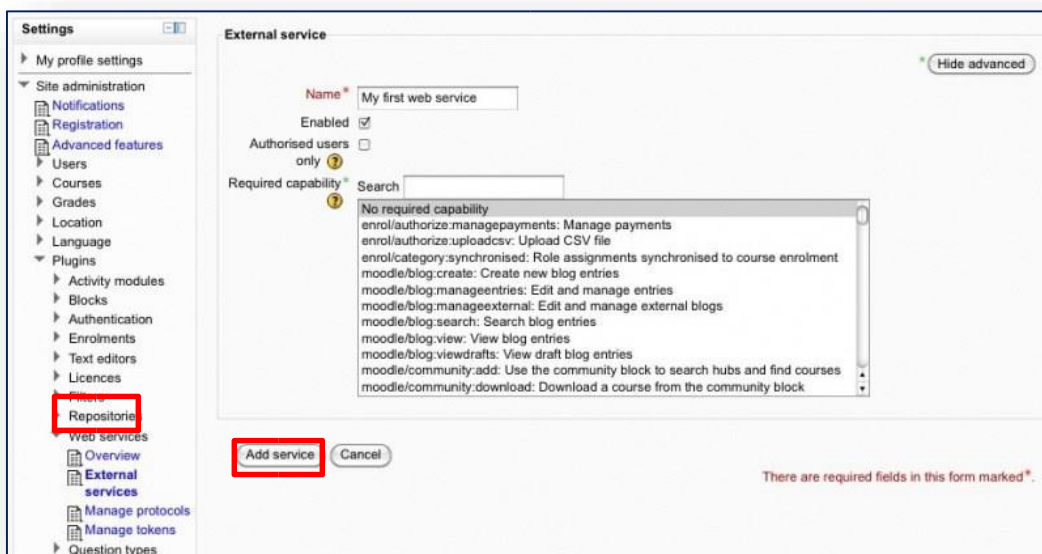 Settings
My profile settings
Site administration
Notifications
Registration
Advanced features
Users
Courses
Grades
Location
Language
Plugins
Activity modules
Blocks
Authentication
Enrolments
Text editors
Licences
Filters
Repositories
Web services
Overview
External
services
Manage protocols
Manage tokens
Question types
External service
* Hide advanced
Name* My first web service
Enabled
Authorised users
only
Required capability* Search
No required capability
enrol/authorize:managepayments: Manage payments
enrol/authorize:uploadcsv: Upload CSV file
enrol/category:synchronised: Role assignments synchronised to course enrolment
moodle/blog:create: Create new blog entries
moodle/blog:manageentries: Edit and manage entries
moodle/blog:manageexternal: Edit and manage external blogs
moodle/blog:search: Search blog entries
moodle/blog:view: View blog entries
moodle/blog:viewdrafts: View draft blog entries
moodle/community:add: Use the community block to search hubs and find courses
moodle/community:download: Download a course from the community block
Add service Cancel
There are required fields in this form marked*.